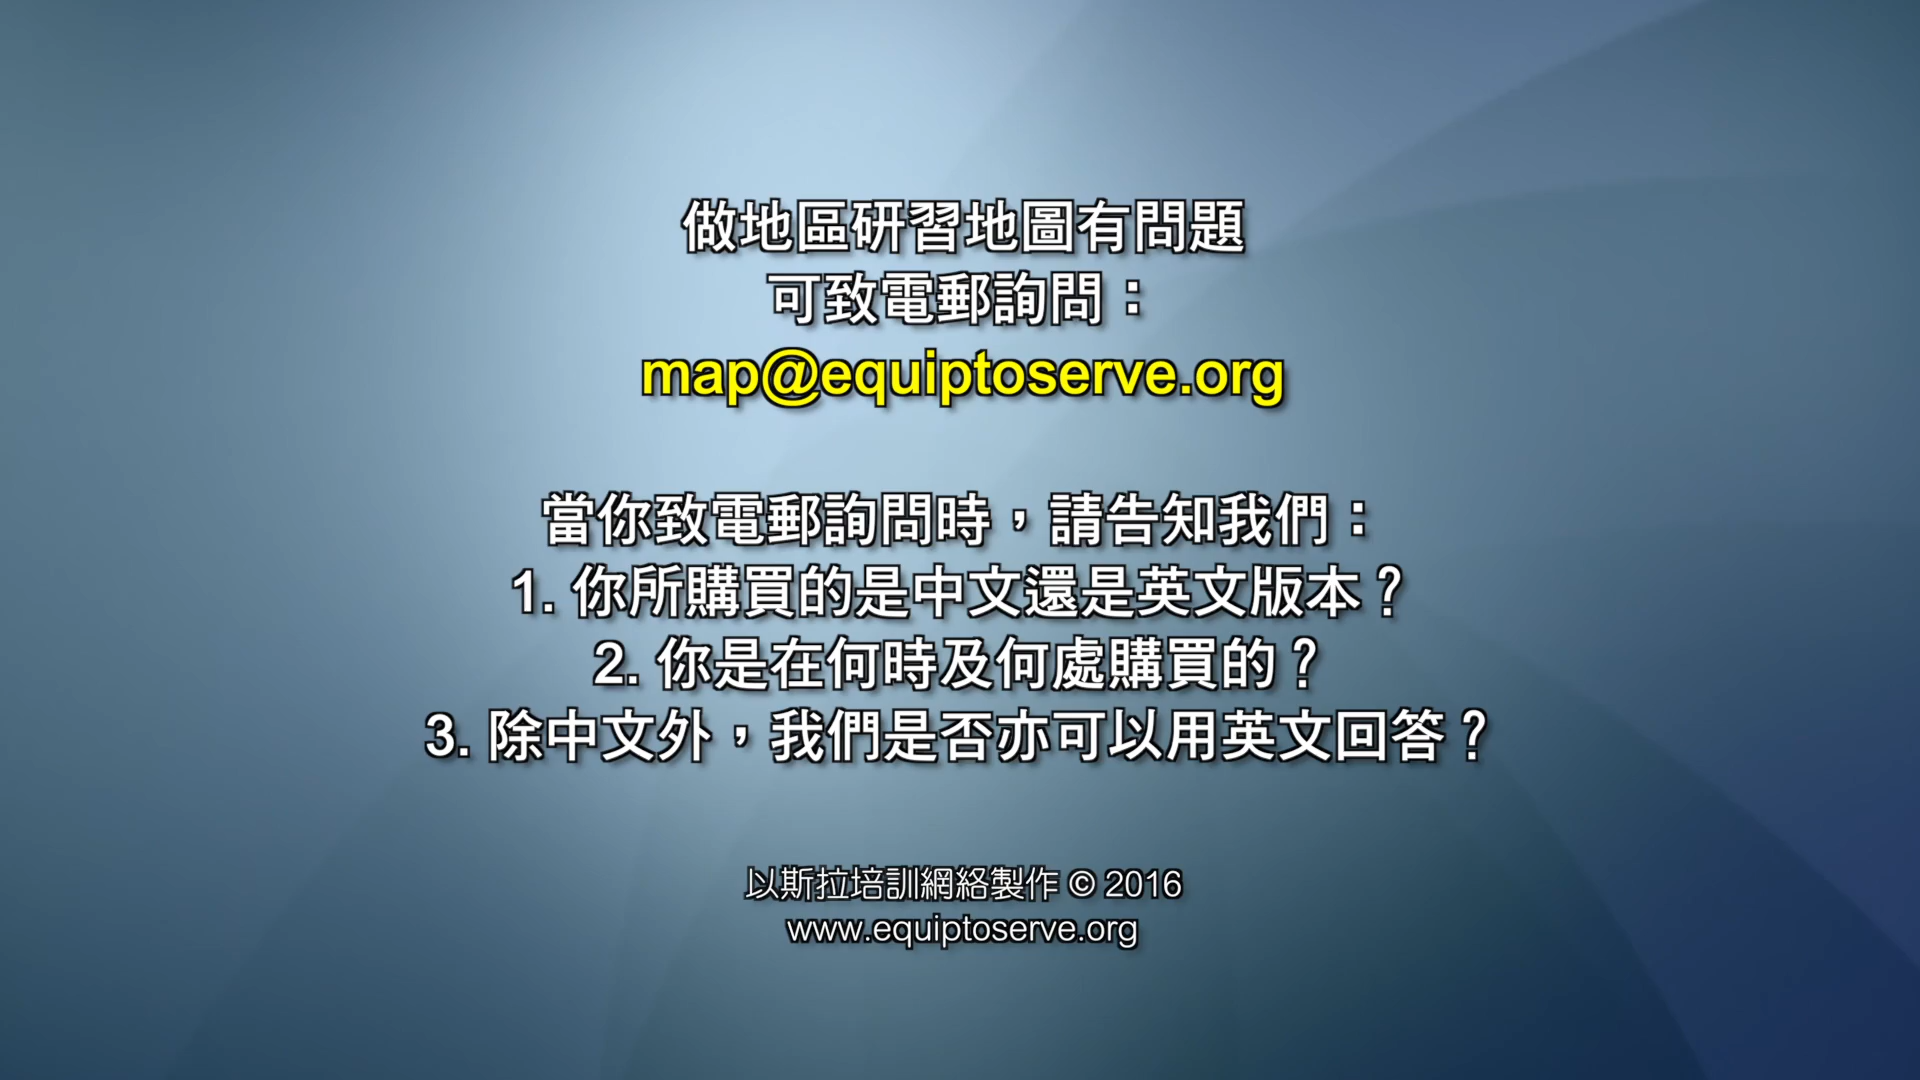 做地區研習地圖有問題
可致電郵詢問：
map@equiptoserve.org
當你致電郵詢問時，請告知我們：
1. 你所購買的是中文還是英文版本？
2. 你是在何時及何處購買的？
3. 除中文外，我們是否亦可以用英文回答？
以斯拉培訓網絡製作 © 2016
www.equiptoserve.org